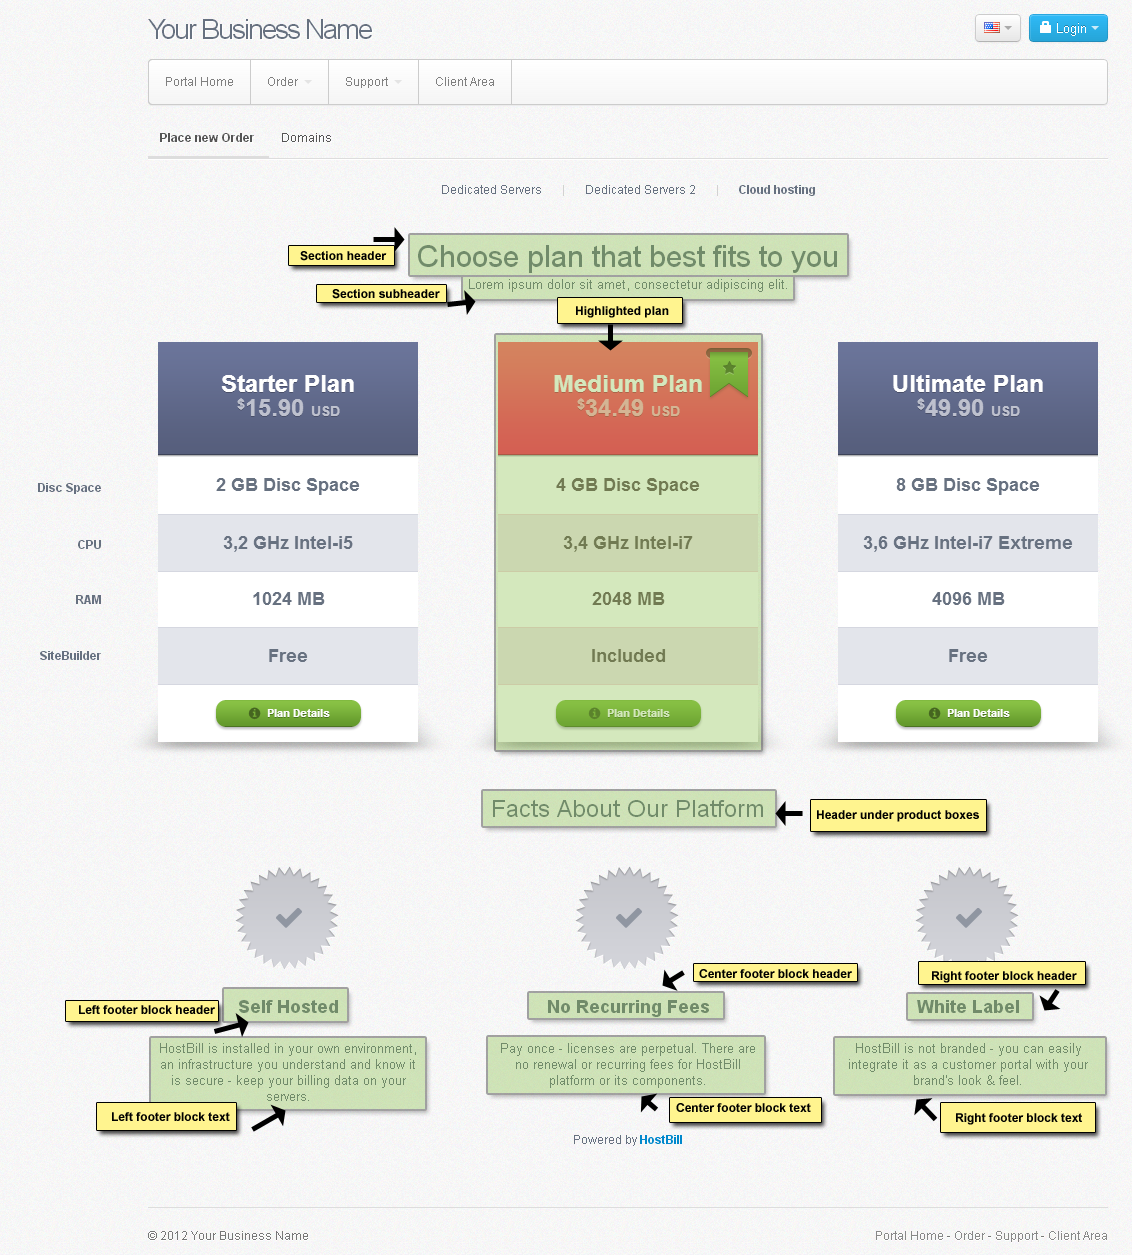 Your Business Name
Login
Portal Home
Order
Support
Client Area
Place new Order
Domains
Dedicated Servers | Dedicated Servers 2 | Cloud hosting
Section header
Choose plan that best fits to you
Section subheader
Lorem ipsum dolor sit amet, consectetur adipiscing elit.
Highlighted plan
Starter Plan
$15.90 USD
Medium Plan
$34.49 USD
Ultimate Plan
$49.90 USD
Disc Space
2 GB Disc Space
4 GB Disc Space
8 GB Disc Space
CPU
3,2 GHz Intel-i5
3,4 GHz Intel-i7
3,6 GHz Intel-i7 Extreme
RAM
1024 MB
2048 MB
4096 MB
SiteBuilder
Free
Included
Free
Plan Details
Plan Details
Plan Details
Facts About Our Platform
Header under product boxes
Left footer block header
Self Hosted
HostBill is installed in your own environment,
an infrastructure you understand and know it
is secure - keep your billing data on your
servers.
Left footer block text
Center footer block header
No Recurring Fees
Pay once - licenses are perpetual. There are
no renewal or recurring fees for HostBill
platform or its components.
Center footer block text
Right footer block header
White Label
HostBill is not branded - you can easily
integrate it as a customer portal with your
brand's look & feel.
Right footer block text
Powered by HostBill
© 2012 Your Business Name
Portal Home - Order - Support - Client Area